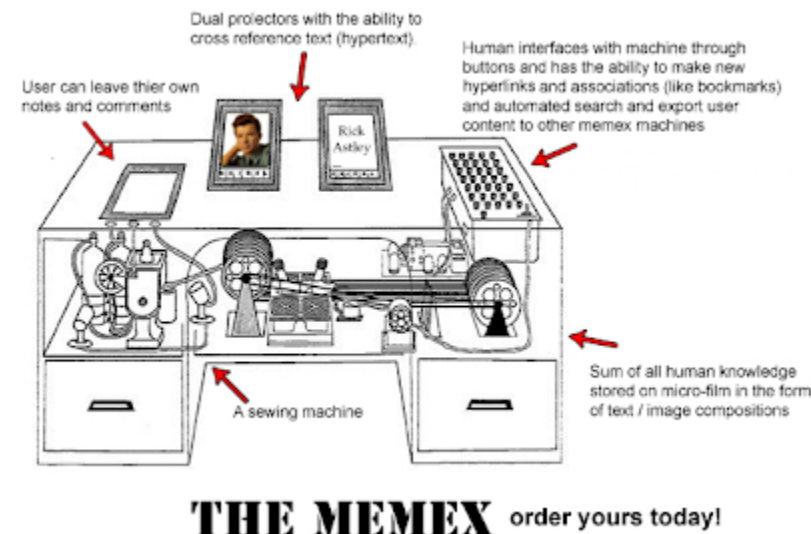 Dual projectors with the ability to
cross reference text (hypertext).
Human interfaces with machine through
buttons and has the ability to make new
hyperlinks and associations (like bookmarks)
and automated search and export user
content to other memex machines
User can leave thier own
notes and comments
Rick
Astley
Sum of all human knowledge
stored on micro-film in the form
of text / image compositions
A sewing machine
THE MEMEX order yours today!